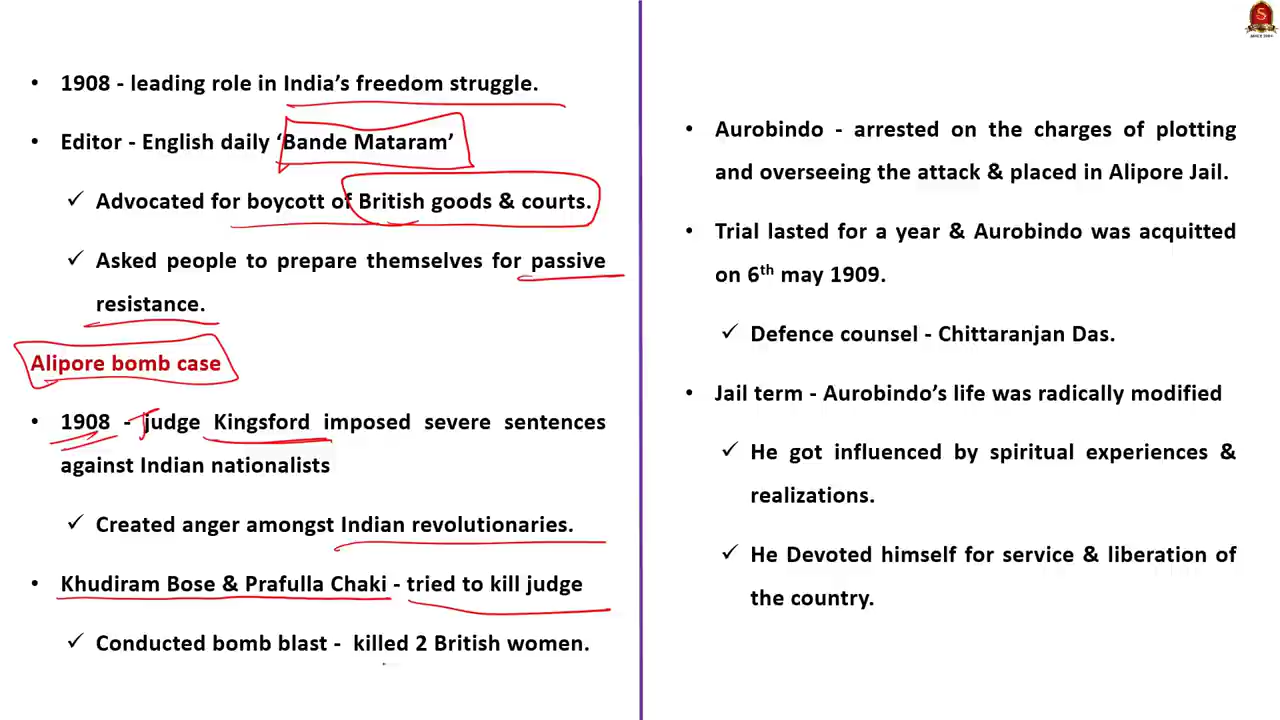 • 1908 - leading role in India's freedom struggle.
• Editor - English daily 'Bande Mataram'
✓ Advocated for boycott of British goods & courts.
✓ Asked people to prepare themselves for passive
resistance.
Alipore bomb case
• 1908 - judge Kingsford imposed severe sentences
against Indian nationalists
✓ Created anger amongst Indian revolutionaries.
• Khudiram Bose & Prafulla Chaki - tried to kill judge
✓ Conducted bomb blast - killed 2 British women.
• Aurobindo - arrested on the charges of plotting
and overseeing the attack & placed in Alipore Jail.
• Trial lasted for a year & Aurobindo was acquitted
on 6th may 1909.
✓ Defence counsel - Chittaranjan Das.
• Jail term - Aurobindo's life was radically modified
✓ He got influenced by spiritual experiences &
realizations.
✓ He Devoted himself for service & liberation of
the country.